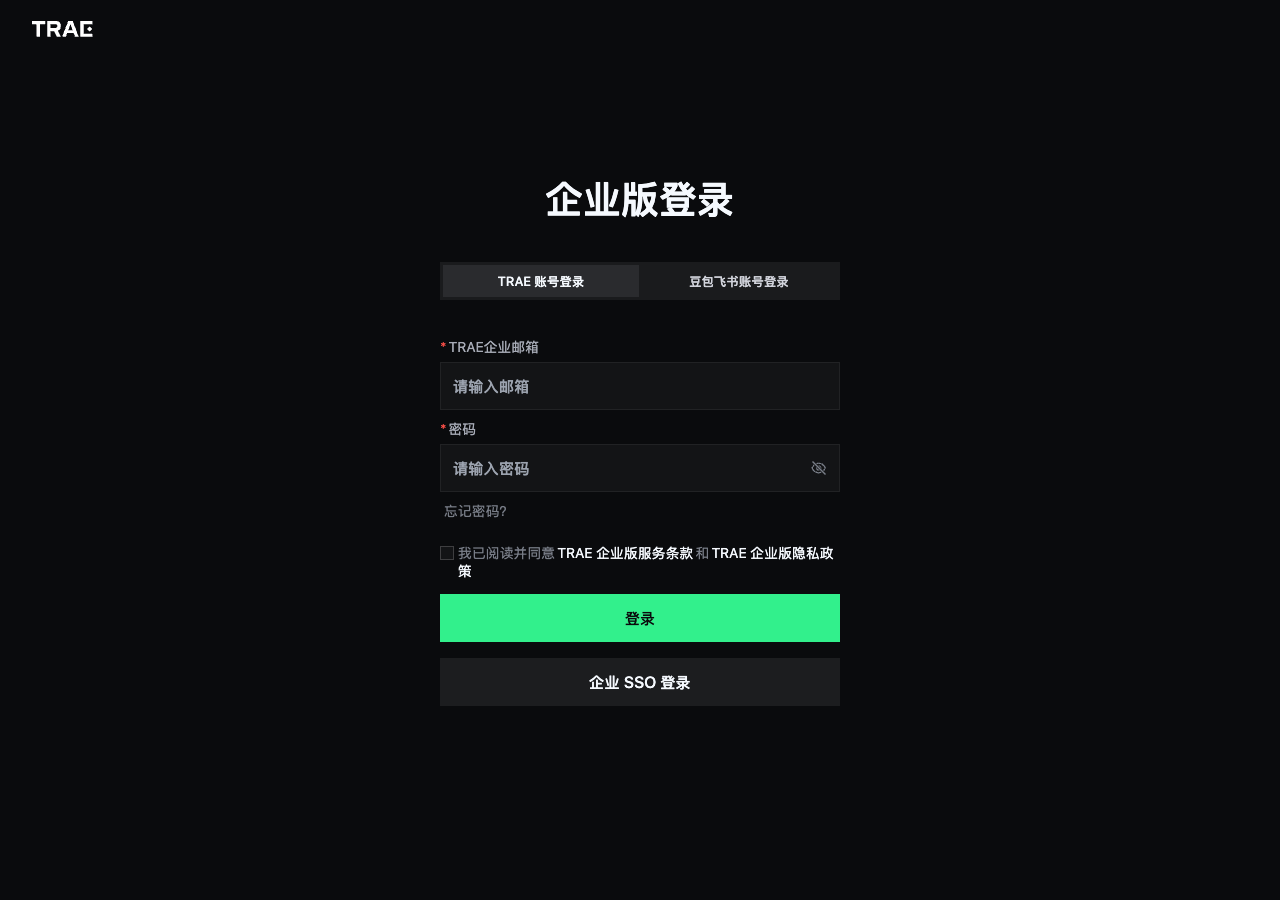 TRAE
企业版登录
TRAE 账号登录
豆包飞书账号登录
* TRAE企业邮箱
请输入邮箱
* 密码
请输入密码
忘记密码?
我已阅读并同意 TRAE 企业版服务条款 和 TRAE 企业版隐私政
策
登录
企业 SSO 登录